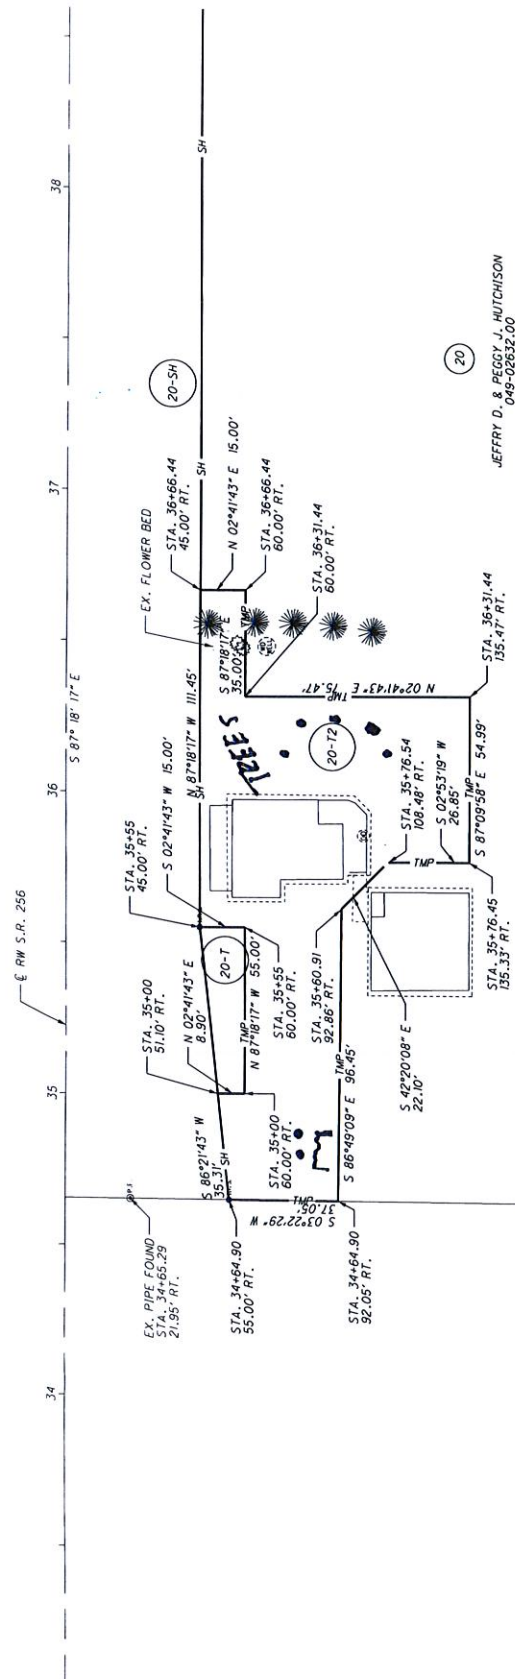 ℄ RW S.R. 256
S 87° 18' 17" E
34
35
36
37
38
EX. PIPE FOUND
STA. 34+65.29
21.95' RT.
STA. 34+64.90
55.00' RT.
S 86°21'43" W
35.31'
SH
STA. 35+00
51.10' RT.
N 02°41'43" E
8.90'
20-T
STA. 35+55
45.00' RT.
S 02°41'43" W 15.00'
N 87°18'17" W 111.45'
SH
EX. FLOWER BED
STA. 36+66.44
45.00' RT.
N 02°41'43" E 15.00'
SH
20-SH
SH
S 03°22'29" W
37.05'
TMP
STA. 34+64.90
92.05' RT.
STA. 35+00
60.00' RT.
TMP
N 87°18'17" W 55.00'
STA. 35+55
60.00' RT.
TMP
S 86°49'09" E 96.45'
STA. 35+60.91
92.86' RT.
S 42°20'08" E
22.10'
TREES
20-T2
S 87°18'17" E
35.00'
TMP
STA. 36+66.44
60.00' RT.
STA. 36+31.44
60.00' RT.
N 02°41'43" E 75.47'
TMP
STA. 35+76.54
108.48' RT.
S 02°53'19" W
26.85'
TMP
STA. 35+76.45
135.33' RT.
TMP
S 87°09'58" E 54.99'
STA. 36+31.44
135.47' RT.
20
JEFFRY D. & PEGGY J. HUTCHISON
049-02632.00